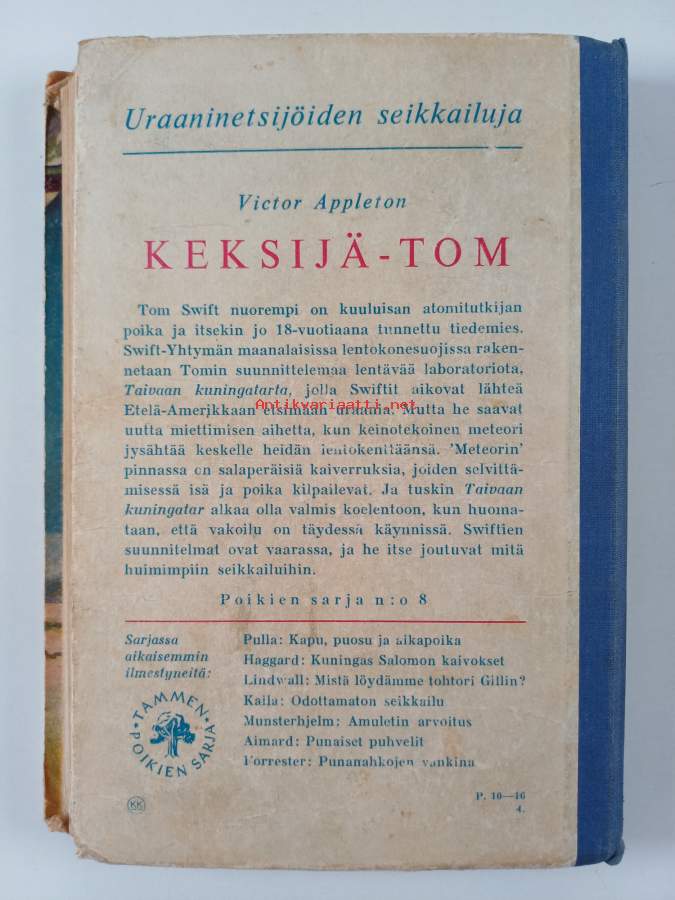 Uraaninetsijöiden seikkailuja
Victor Appleton
KEKSIJÄ-TOM
Tom Swift nuorempi on kuuluisan atomitutkijan
poika ja itsekin jo 18-vuotiaana tunnettu tiedemies.
Swift-Yhtymän maanalaisissa lentokonesuojissa raken-
netaan Tomin suunnittelemaa lentävää laboratoriota,
Taivaan kuningatarta, jolla Swiftit aikovat lähteä
Etelä-Amerikkaan etsimään uraania. Mutta he saavat
Antikvariaatti.net
uutta miettimisen aihetta, kun keinotekoinen meteori
jysähtää keskelle heidän lentokenttäänsä. 'Meteorin'
pinnassa on salaperäisiä kaiverruksia, joiden selvittä-
misessä isä ja poika kilpailevat. Ja tuskin Taivaan
kuningatar alkaa olla valmis koelentoon, kun huoma-
taan, että vakoilu on täydessä käynnissä. Swiftien
suunnitelmat ovat vaarassa, ja he itse joutuvat mitä
huimimpiin seikkailuihin.
Poikien sarja n:o 8
Sarjassa
aikaisemmin
ilmestyneitä:
Pulla: Kapu, puosu ja aikapoika
Haggard: Kuningas Salomon kaivokset
Lindwall: Mistä löydämme tohtori Gillin?
Kaila: Odottamaton seikkailu
Munsterhjelm: Amuletin arvoitus
Aimard: Punaiset puhvelit
Forrester: Punanahkojen vankina
TAMMEN
POIKIEN SARJA
KK
P. 10—16
4.